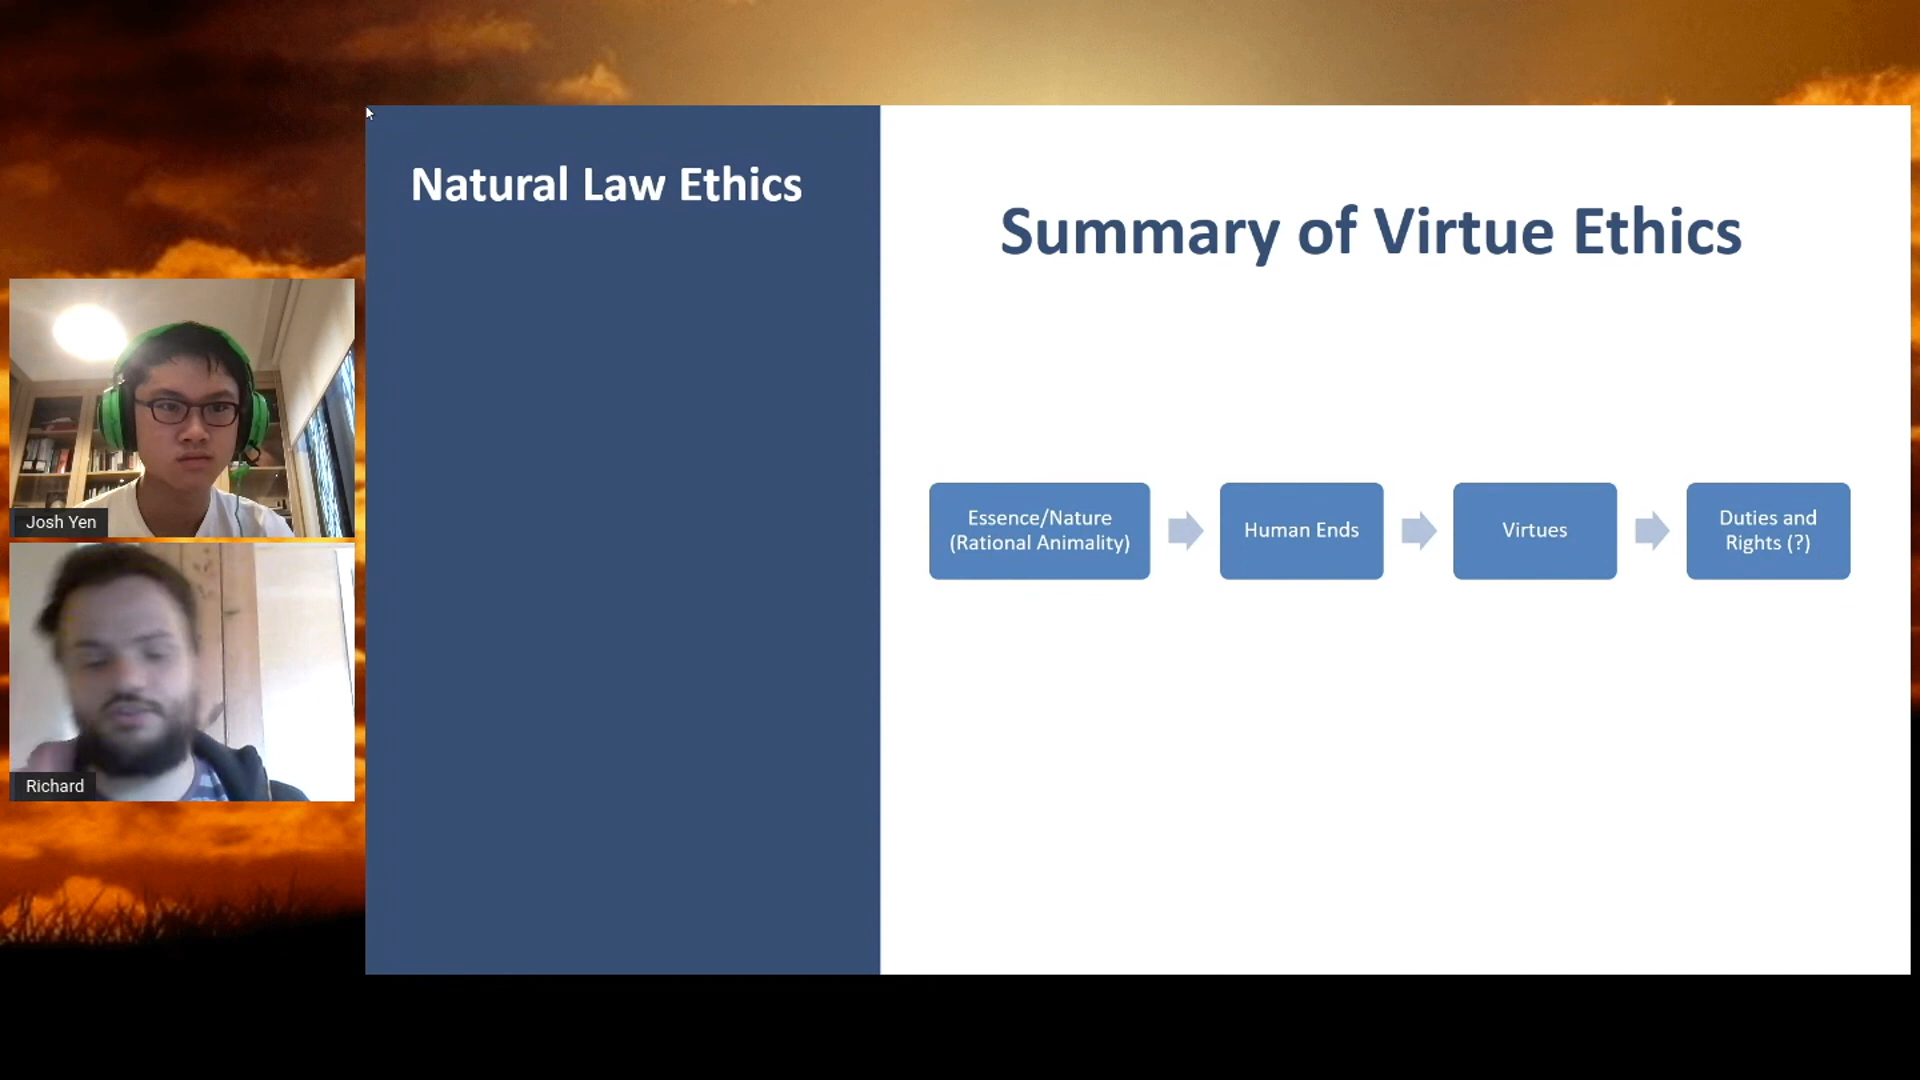 Natural Law Ethics
Summary of Virtue Ethics
Essence/Nature
(Rational Animality)
Human Ends
Virtues
Duties and
Rights (?)
Josh Yen
Richard